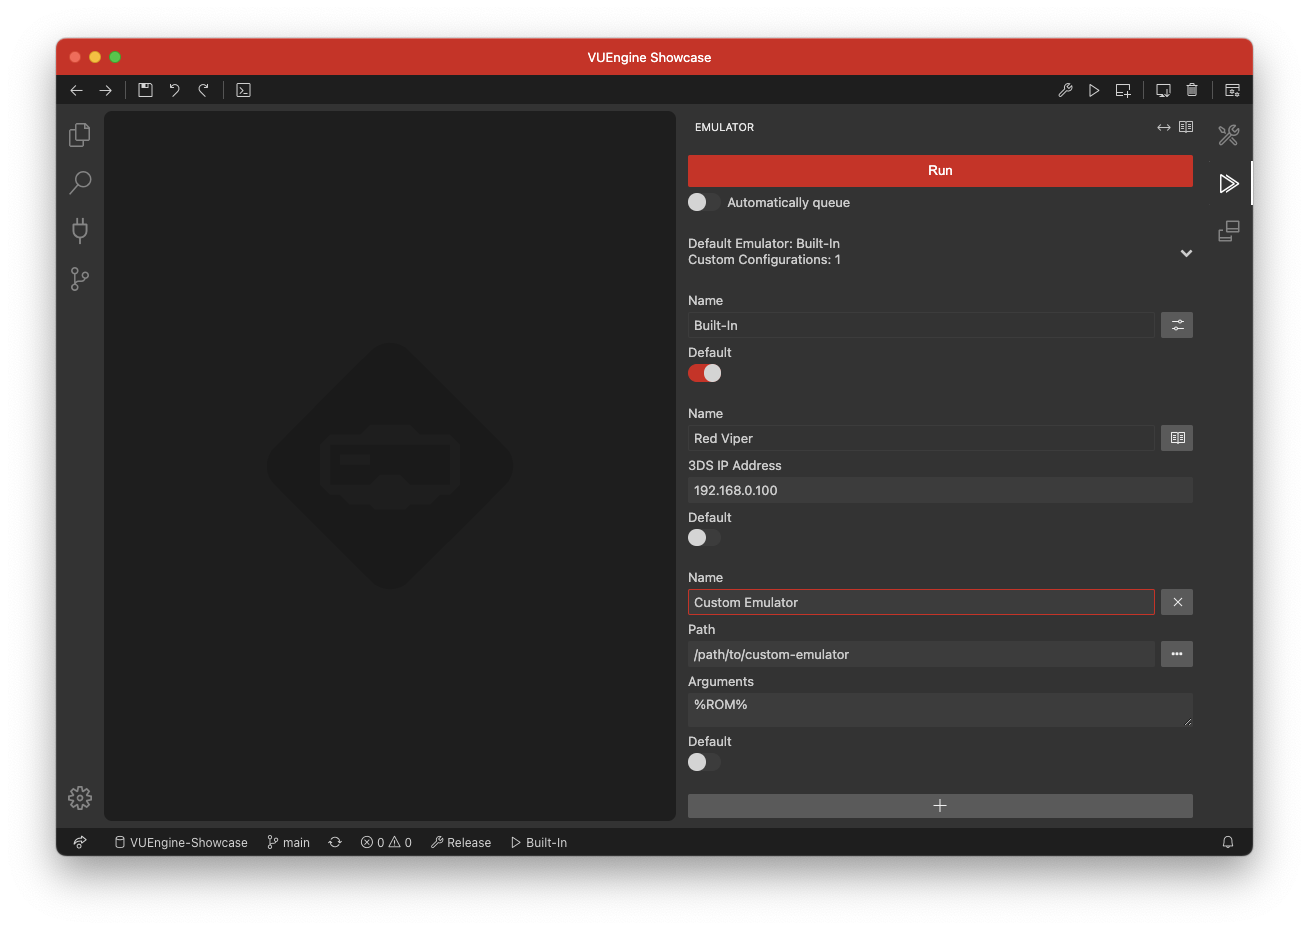 VUEngine Showcase
EMULATOR
Run
Automatically queue
Default Emulator: Built-In
Custom Configurations: 1
Name
Built-In
Default
Name
Red Viper
3DS IP Address
192.168.0.100
Default
Name
Custom Emulator
Path
/path/to/custom-emulator
Arguments
%ROM%
Default
VUEngine-Showcase main 0 0 Release Built-In